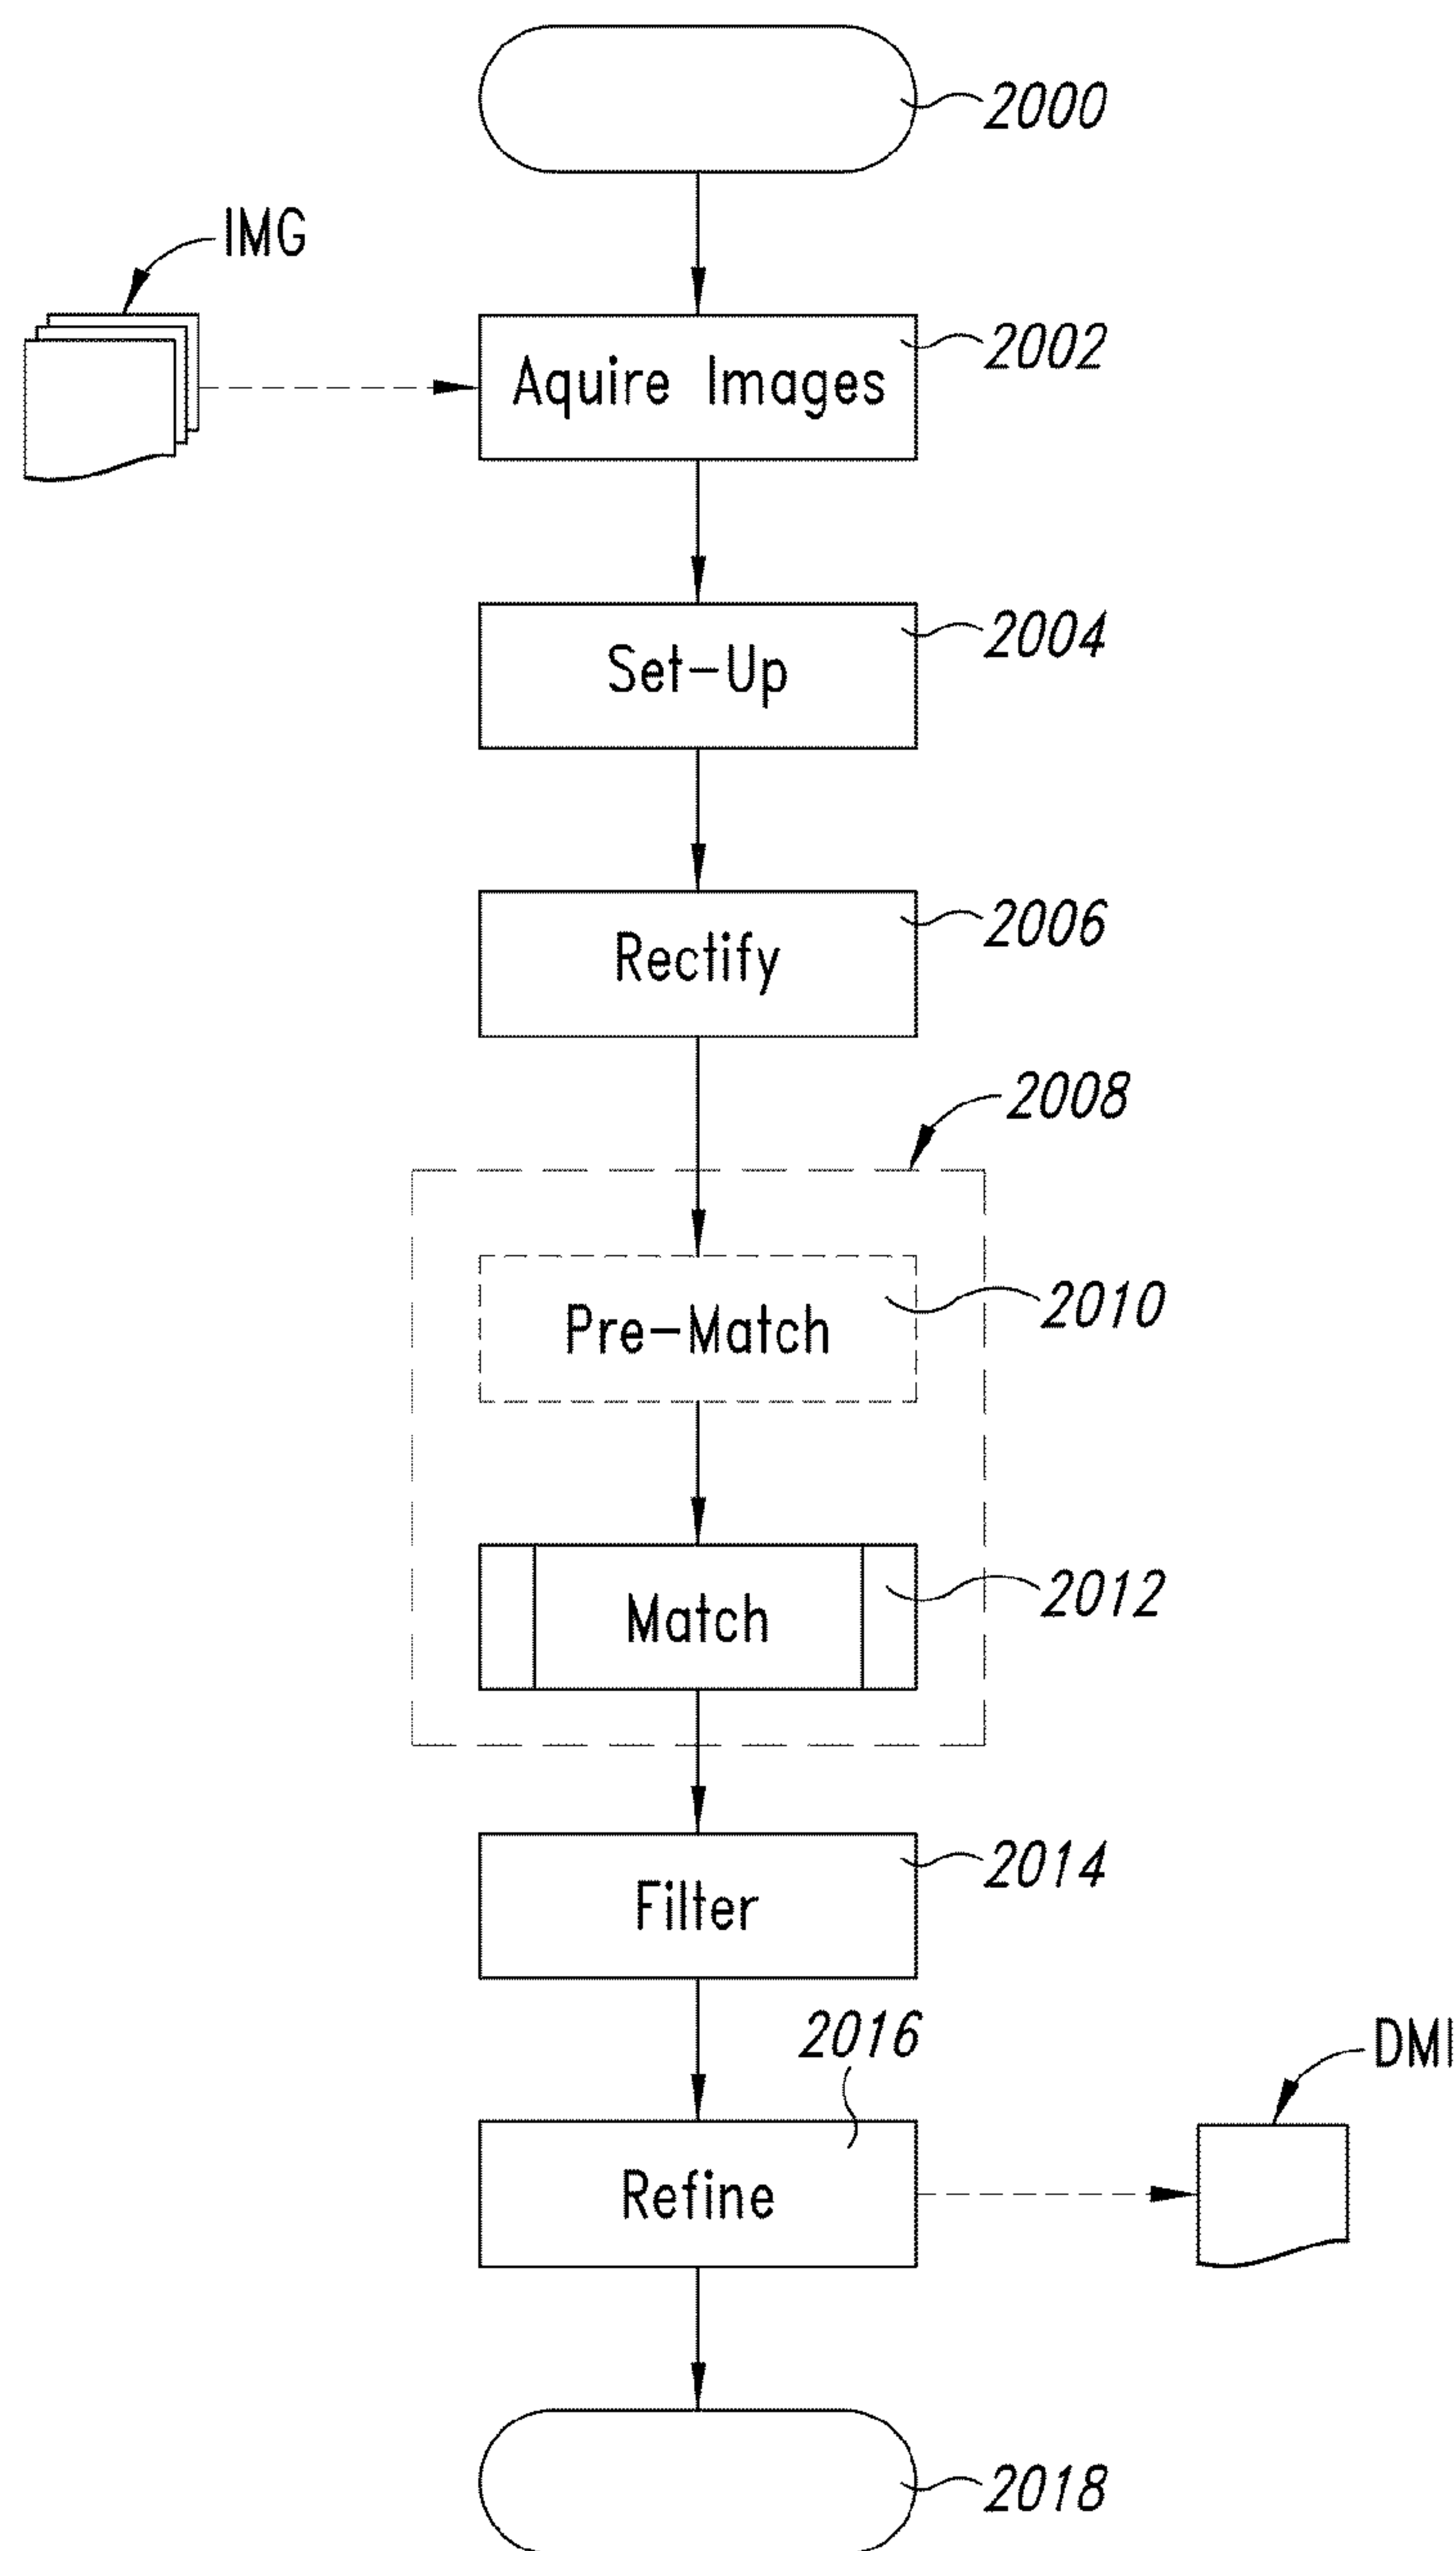 2000
IMG
2002
Aquire Images
2004
Set-Up
2006
Rectify
2008
2010
Pre-Match
2012
Match
2014
Filter
2016
DMI
Refine
2018